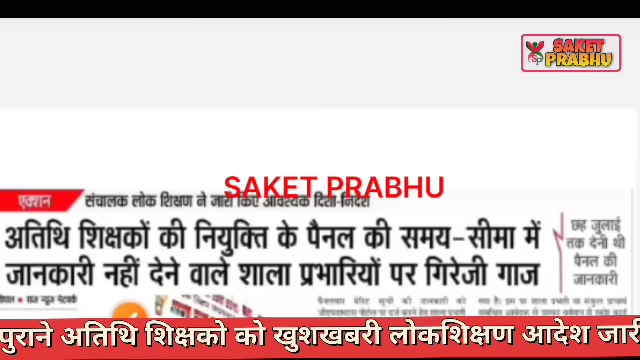 SAKET
PRABHU
SAKET PRABHU
एक्शन
संचालक लोक शिक्षण ने जारी किए आवश्यक दिशा-निर्देश
अतिथि शिक्षकों की नियुक्ति के पैनल की समय-सीमा में
जानकारी नहीं देने वाले शाला प्रभारियों पर गिरेजी गाज
छह जुलाई
तक देनी थी
पैनल की
जानकारी
भोपाल • राज न्यूज नेटवर्क
पुराने अतिथि शिक्षको को खुशखबरी लोकशिक्षण आदेश जारी